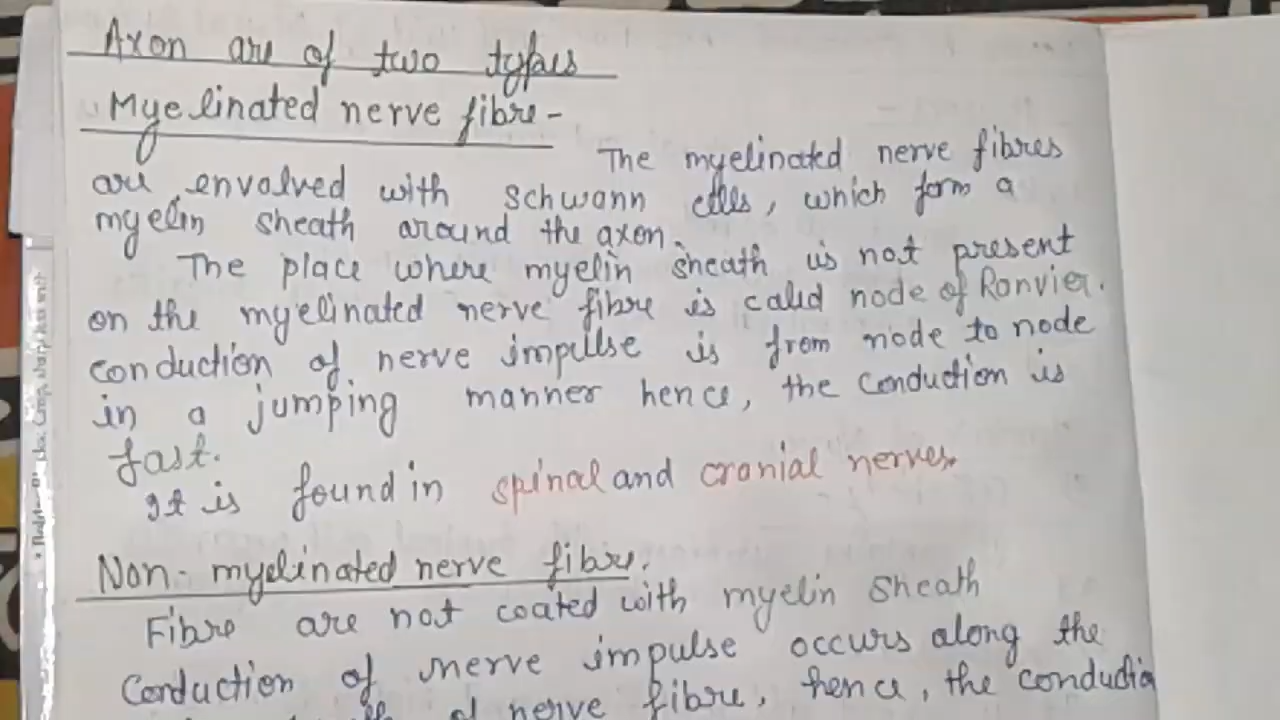 Axon are of two types
Myelinated nerve fibre-
The myelinated nerve fibres
are envolved with schwann cells, which form a
myelin sheath around the axon.
The place where myelin sheath is not present
on the myelinated nerve fibre is called node of Ranvier.
conduction of nerve impulse is from node to node
in a jumping manner hence, the conduction is
fast.
It is found in spinal and cranial nerves.
Non-myelinated nerve fibre.
Fibre are not coated with myelin sheath
Conduction of nerve impulse occurs along the
of nerve fibre, hence, the conduction